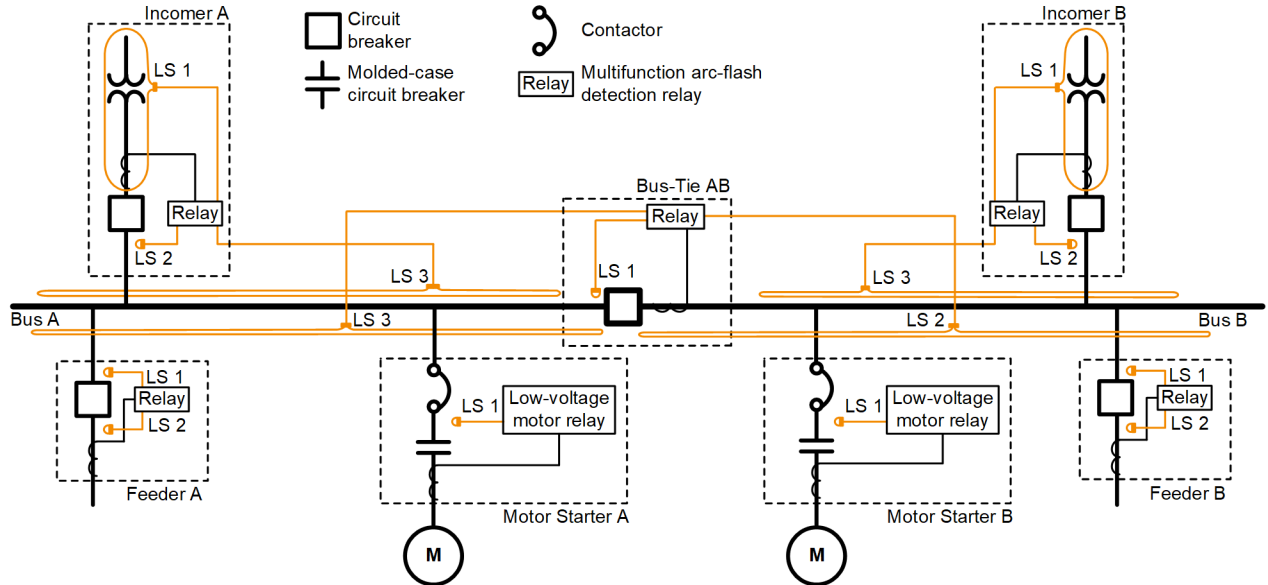 Incomer A
Circuit
breaker
Contactor
Incomer B
LS 1
Molded-case
circuit breaker
Relay
Multifunction arc-flash
detection relay
LS 1
Relay
LS 2
Bus-Tie AB
Relay
Relay
LS 2
LS 3
LS 1
LS 3
Bus A
LS 3
LS 2
Bus B
LS 1
Relay
LS 2
LS 1
Low-voltage
motor relay
LS 1
Low-voltage
motor relay
LS 1
Relay
LS 2
Feeder A
Motor Starter A
Motor Starter B
Feeder B
M
M